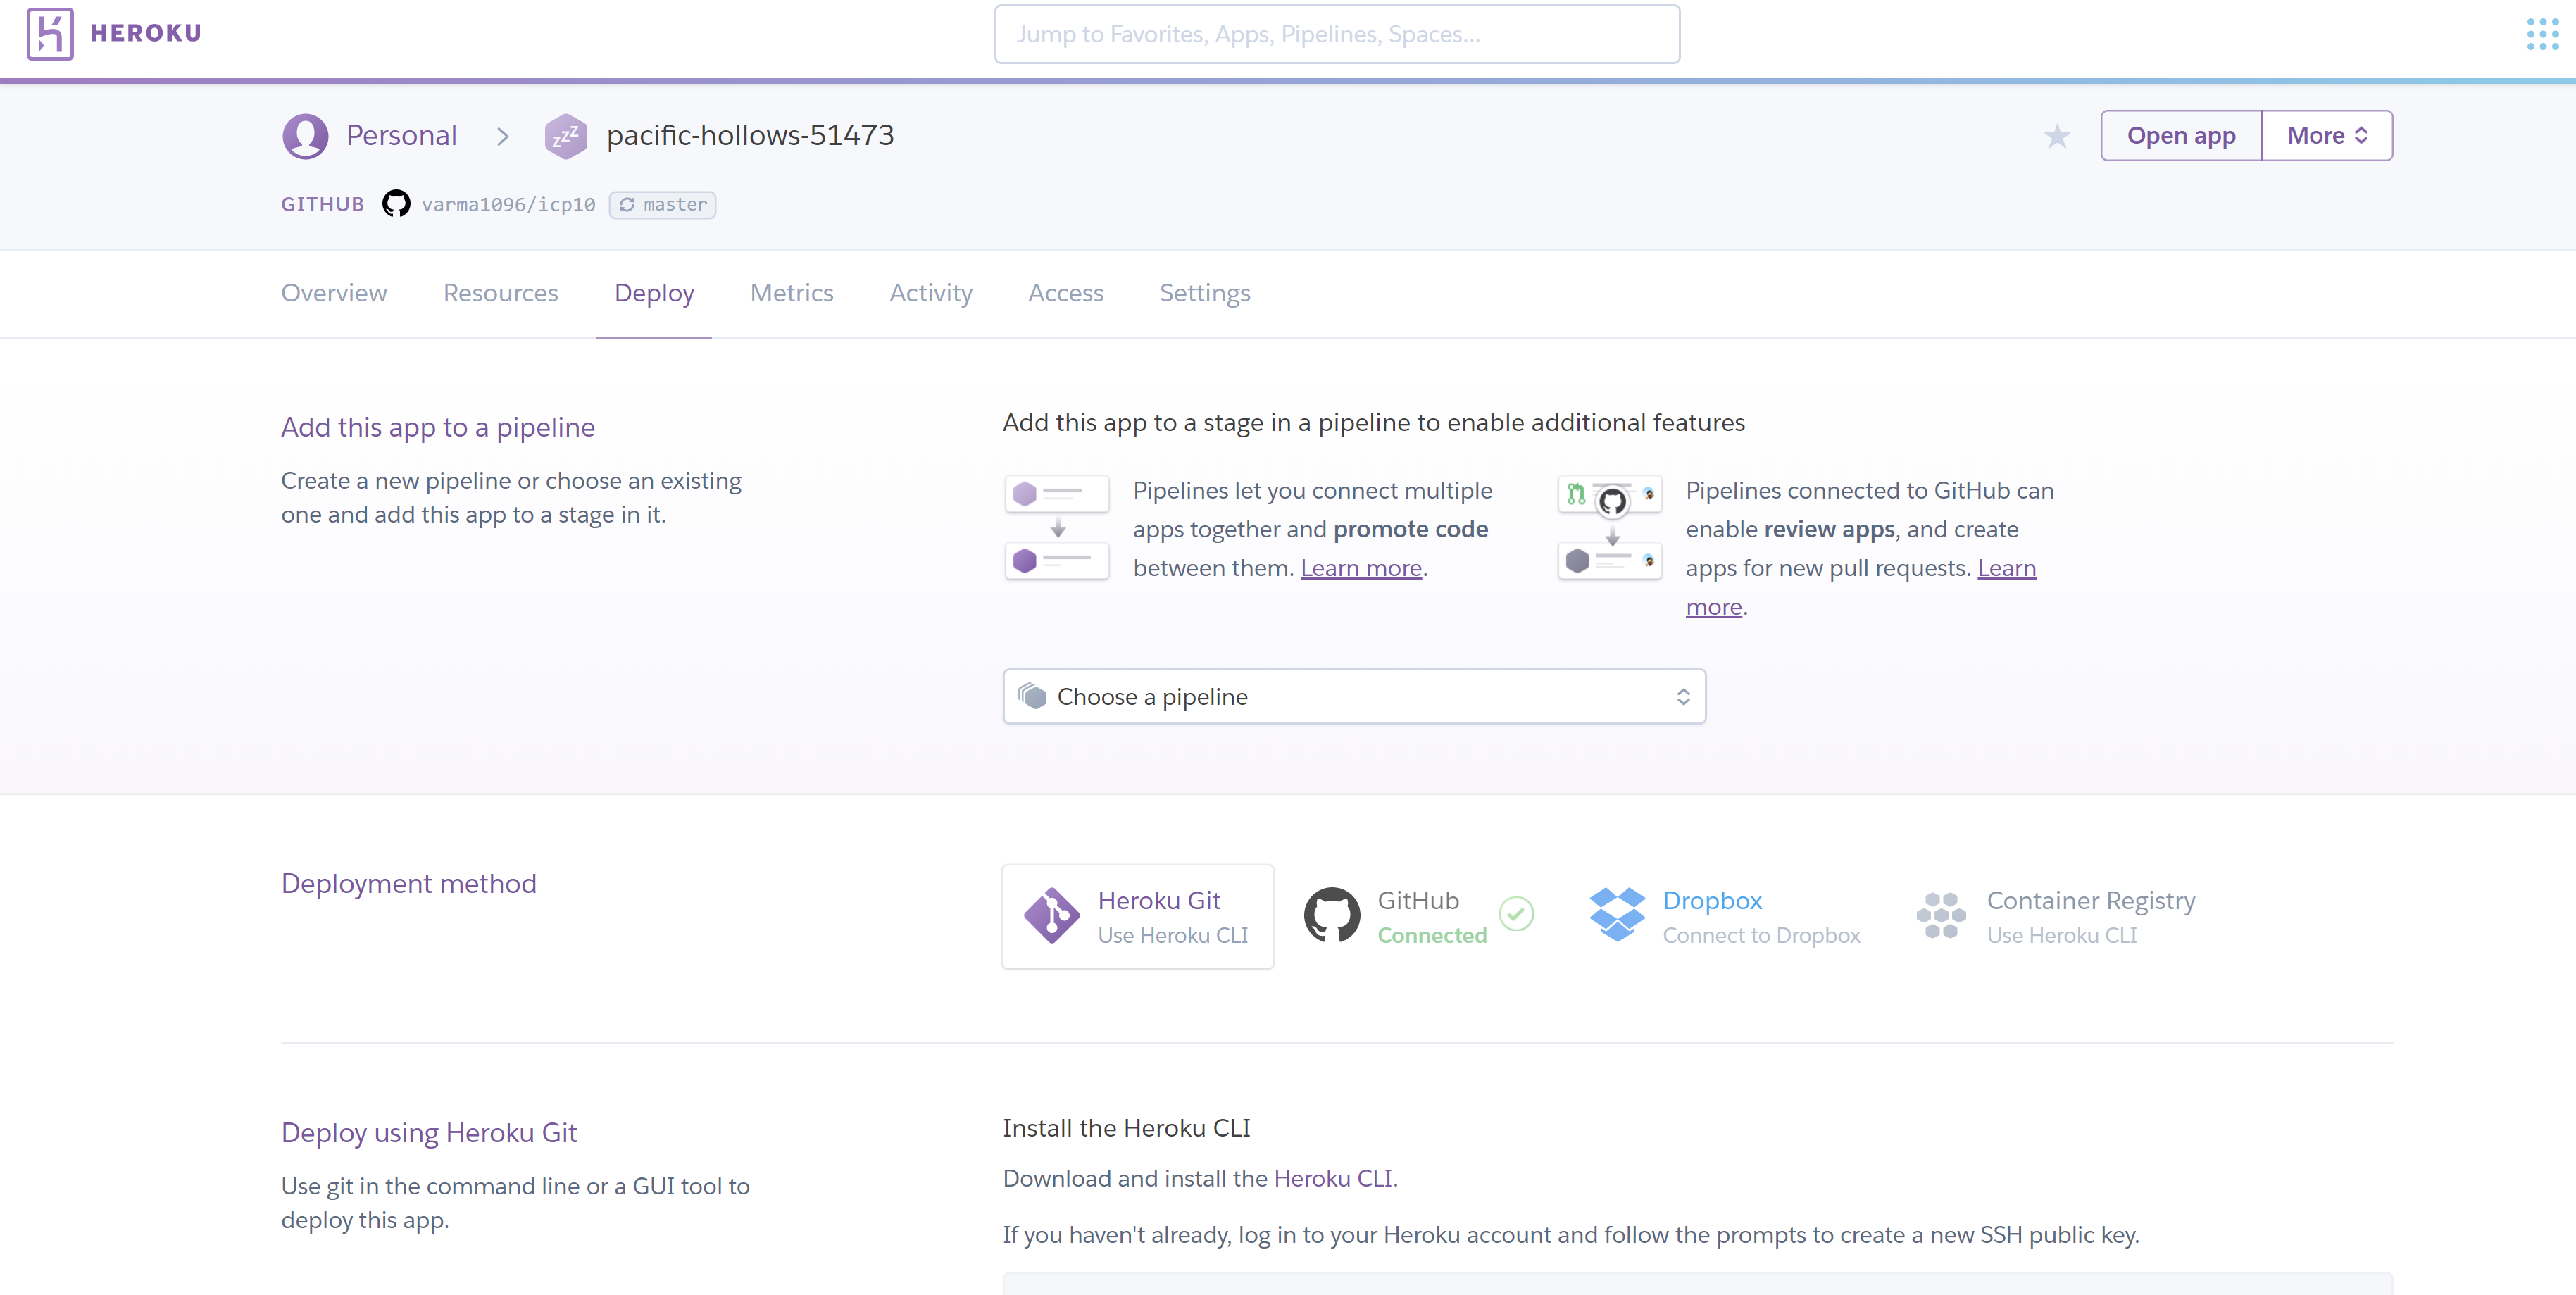 HEROKU
Jump to Favorites, Apps, Pipelines, Spaces...
Personal
zzZ
pacific-hollows-51473
Open app
More
GITHUB
varma1096/icp10
master
Overview
Resources
Deploy
Metrics
Activity
Access
Settings
Add this app to a pipeline
Create a new pipeline or choose an existing
one and add this app to a stage in it.
Add this app to a stage in a pipeline to enable additional features
Pipelines let you connect multiple
apps together and promote code
between them. Learn more.
Pipelines connected to GitHub can
enable review apps, and create
apps for new pull requests. Learn
more.
Choose a pipeline
Deployment method
Heroku Git
Use Heroku CLI
GitHub
Connected
Dropbox
Connect to Dropbox
Container Registry
Use Heroku CLI
Deploy using Heroku Git
Use git in the command line or a GUI tool to
deploy this app.
Install the Heroku CLI
Download and install the Heroku CLI.
If you haven't already, log in to your Heroku account and follow the prompts to create a new SSH public key.